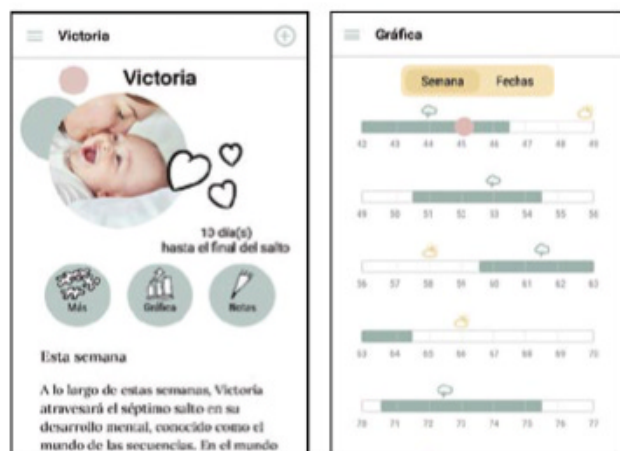 Victoria
Victoria
10 día(s)
hasta el final del salto
Más
Gráfica
Notas
Esta semana
A lo largo de estas semanas, Victoria
atravesará el séptimo salto en su
desarrollo mental, conocido como el
mundo de las secuencias. En el mundo
Gráfica
Semana Fechas
42 43 44 45 46 47 48 49
49 50 51 52 53 54 55 56
56 57 58 59 60 61 62 63
63 64 65 66 67 68 69 70
70 71 72 73 74 75 76 77